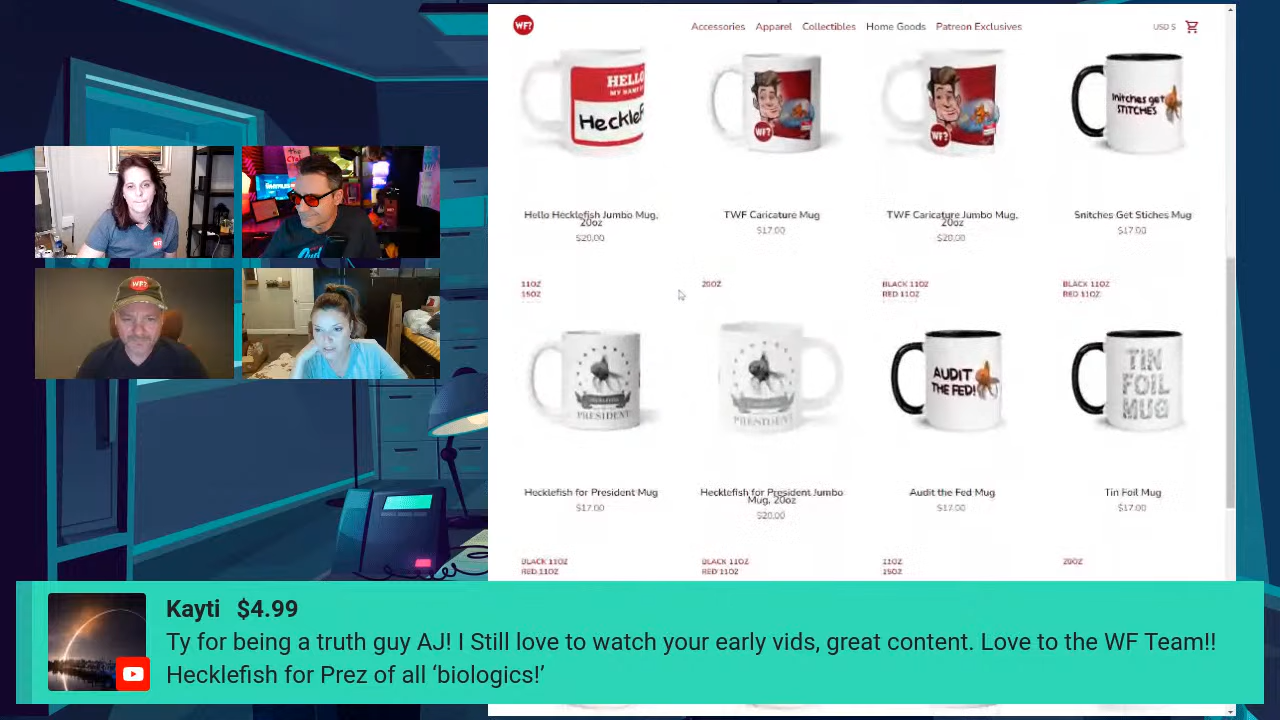 WF?
Accessories Apparel Collectibles Home Goods Patreon Exclusives
USD $
HELLO
MY NAME
Hecklef
WF?
WF?
Snitches get
STITCHES
Hello Hecklefish Jumbo Mug,
20oz
$20.00
TWF Caricature Mug
$17.00
TWF Caricature Jumbo Mug,
20oz
$20.00
Snitches Get Stiches Mug
$17.00
11OZ
15OZ
20OZ
BLACK 11OZ
RED 11OZ
BLACK 11OZ
RED 11OZ
PRESIDENT
PRESIDENT
AUDIT
THE FED!
TIN
FOIL
MUG
Hecklefish for President Mug
$17.00
Hecklefish for President Jumbo
Mug, 20oz
$20.00
Audit the Fed Mug
$17.00
Tin Foil Mug
$17.00
BLACK 11OZ
RED 11OZ
BLACK 11OZ
RED 11OZ
11OZ
15OZ
20OZ
WF?
Kayti $4.99
Ty for being a truth guy AJ! I Still love to watch your early vids, great content. Love to the WF Team!!
Hecklefish for Prez of all ‘biologics!’